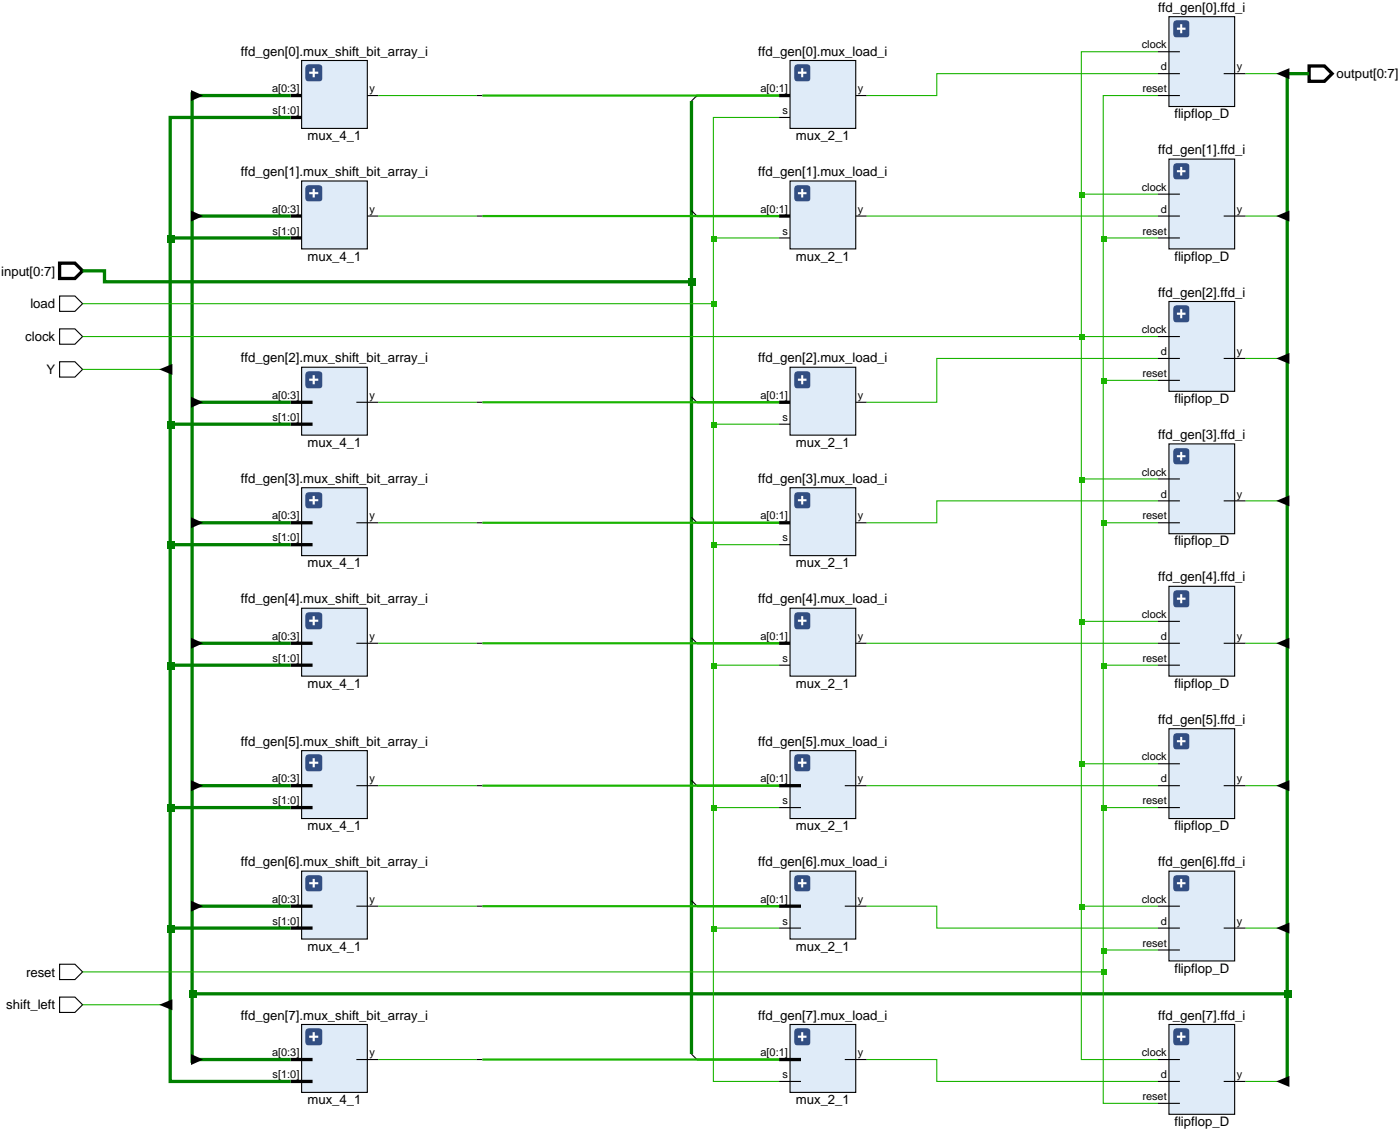 ffd_gen[0].ffd_i
clock
d
reset
y
flipflop_D
output[0:7]
ffd_gen[0].mux_shift_bit_array_i
a[0:3]
s[1:0]
y
mux_4_1
ffd_gen[0].mux_load_i
a[0:1]
s
y
mux_2_1
ffd_gen[1].ffd_i
clock
d
reset
y
flipflop_D
ffd_gen[1].mux_shift_bit_array_i
a[0:3]
s[1:0]
y
mux_4_1
ffd_gen[1].mux_load_i
a[0:1]
s
y
mux_2_1
input[0:7]
load
clock
Y
ffd_gen[2].ffd_i
clock
d
reset
y
flipflop_D
ffd_gen[2].mux_shift_bit_array_i
a[0:3]
s[1:0]
y
mux_4_1
ffd_gen[2].mux_load_i
a[0:1]
s
y
mux_2_1
ffd_gen[3].ffd_i
clock
d
reset
y
flipflop_D
ffd_gen[3].mux_shift_bit_array_i
a[0:3]
s[1:0]
y
mux_4_1
ffd_gen[3].mux_load_i
a[0:1]
s
y
mux_2_1
ffd_gen[4].ffd_i
clock
d
reset
y
flipflop_D
ffd_gen[4].mux_shift_bit_array_i
a[0:3]
s[1:0]
y
mux_4_1
ffd_gen[4].mux_load_i
a[0:1]
s
y
mux_2_1
ffd_gen[5].ffd_i
clock
d
reset
y
flipflop_D
ffd_gen[5].mux_shift_bit_array_i
a[0:3]
s[1:0]
y
mux_4_1
ffd_gen[5].mux_load_i
a[0:1]
s
y
mux_2_1
ffd_gen[6].ffd_i
clock
d
reset
y
flipflop_D
ffd_gen[6].mux_shift_bit_array_i
a[0:3]
s[1:0]
y
mux_4_1
ffd_gen[6].mux_load_i
a[0:1]
s
y
mux_2_1
reset
shift_left
ffd_gen[7].mux_shift_bit_array_i
a[0:3]
s[1:0]
y
mux_4_1
ffd_gen[7].mux_load_i
a[0:1]
s
y
mux_2_1
ffd_gen[7].ffd_i
clock
d
reset
y
flipflop_D